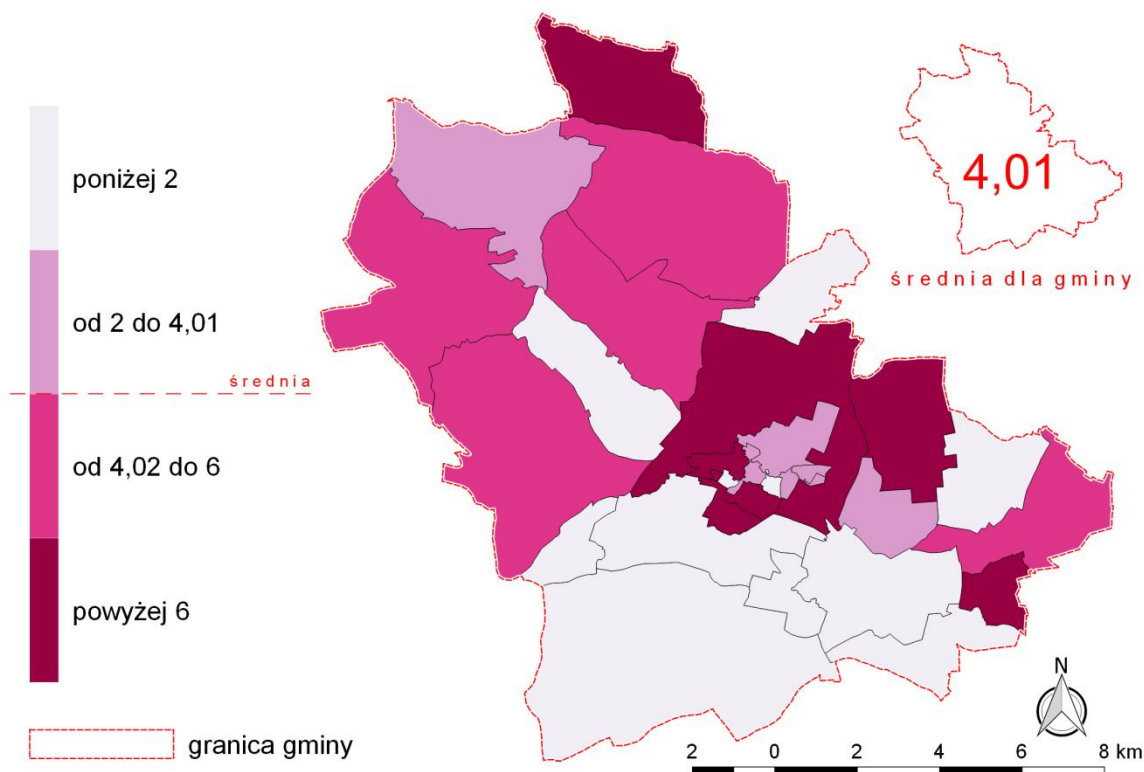 poniżej 2
od 2 do 4,01
średnia
od 4,02 do 6
powyżej 6
granica gminy
4,01
średnia dla gminy
N
2 0 2 4 6 8 km